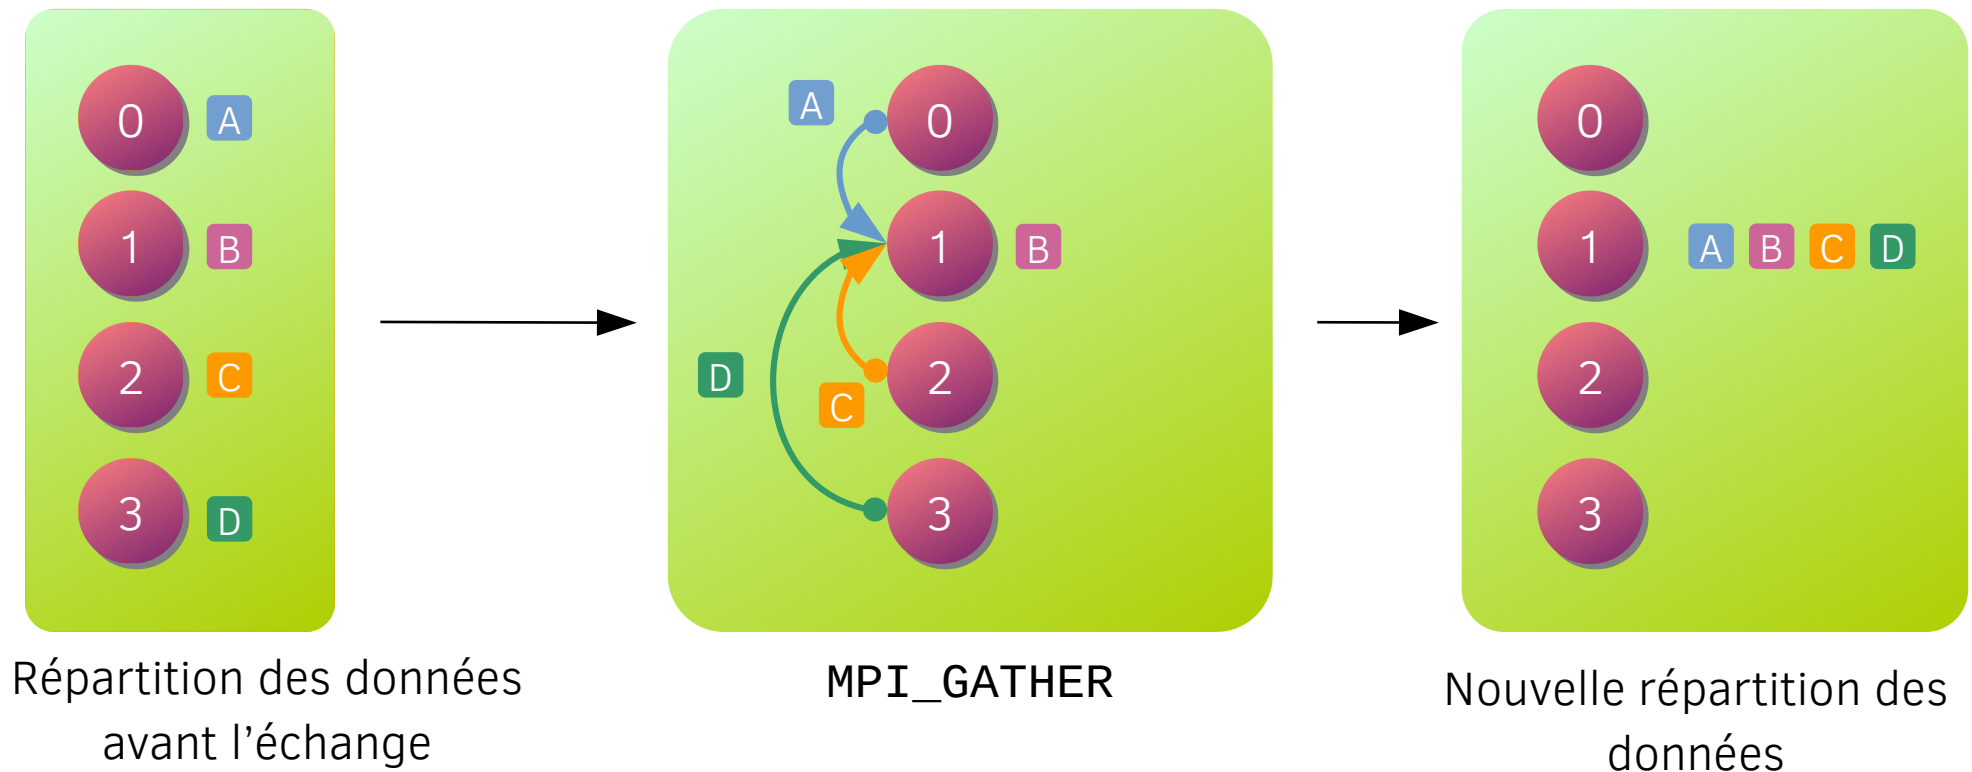 0 A
1 B
2 C
3 D
Répartition des données
avant l’échange
A 0
1 B
D 2
C
3
MPI_GATHER
0
1 A B C D
2
3
Nouvelle répartition des
données